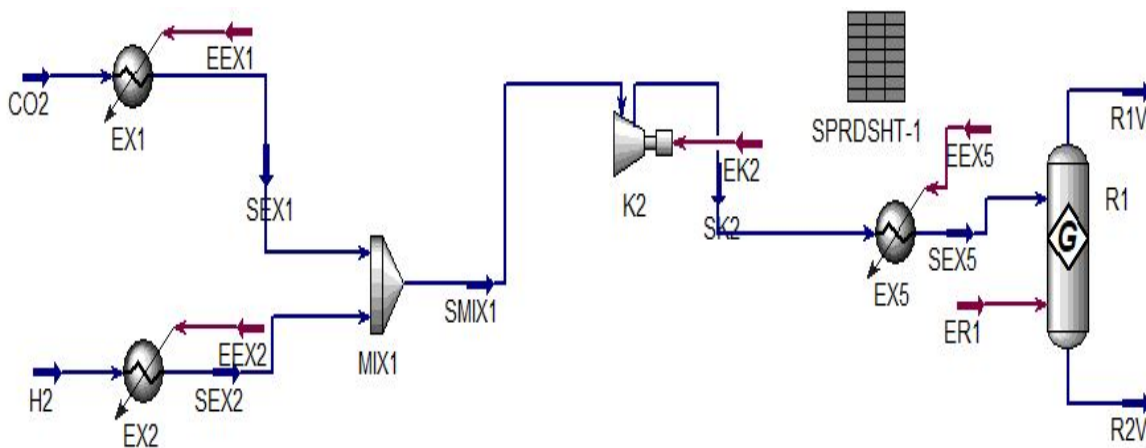 EEX1
CO2
EX1
SEX1
SPRDSHT-1
R1V
EEX5
R1
EK2
K2
SK2
G
SEX5
EX5
SMIX1
ER1
MIX1
EEX2
H2
SEX2
EX2
R2V